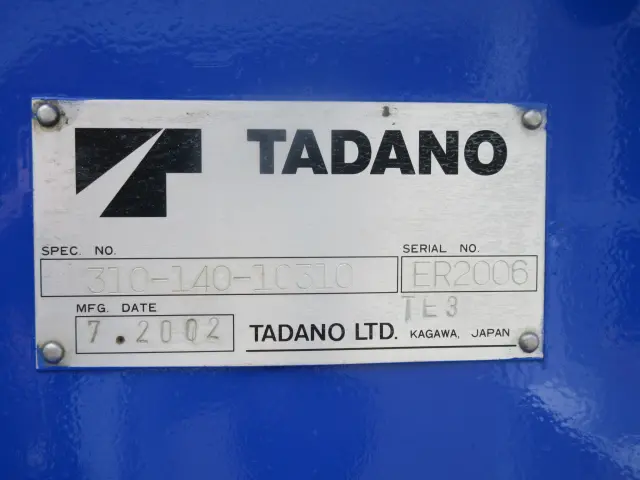 TADANO
SPEC. NO.
310-140-10310
SERIAL NO.
ER2006
TE3
MFG. DATE
7.2002
TADANO LTD. KAGAWA, JAPAN